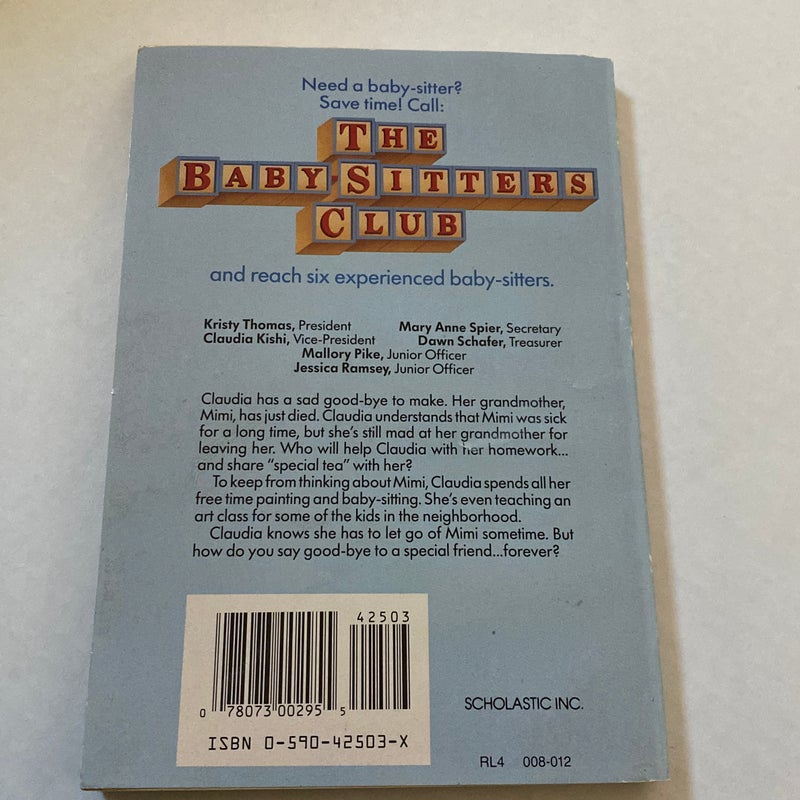 Need a baby-sitter?
Save time! Call:
THE
BABY-SITTERS
CLUB
and reach six experienced baby-sitters.
Kristy Thomas, President Mary Anne Spier, Secretary
Claudia Kishi, Vice-President Dawn Schafer, Treasurer
Mallory Pike, Junior Officer
Jessica Ramsey, Junior Officer
Claudia has a sad good-bye to make. Her grandmother,
Mimi, has just died. Claudia understands that Mimi was sick
for a long time, but she's still mad at her grandmother for
leaving her. Who will help Claudia with her homework...
and share "special tea" with her?
To keep from thinking about Mimi, Claudia spends all her
free time painting and baby-sitting. She's even teaching an
art class for some of the kids in the neighborhood.
Claudia knows she has to let go of Mimi sometime. But
how do you say good-bye to a special friend...forever?
42503
0 78073 00295 5
ISBN 0-590-42503-X
SCHOLASTIC INC.
RL4 008-012